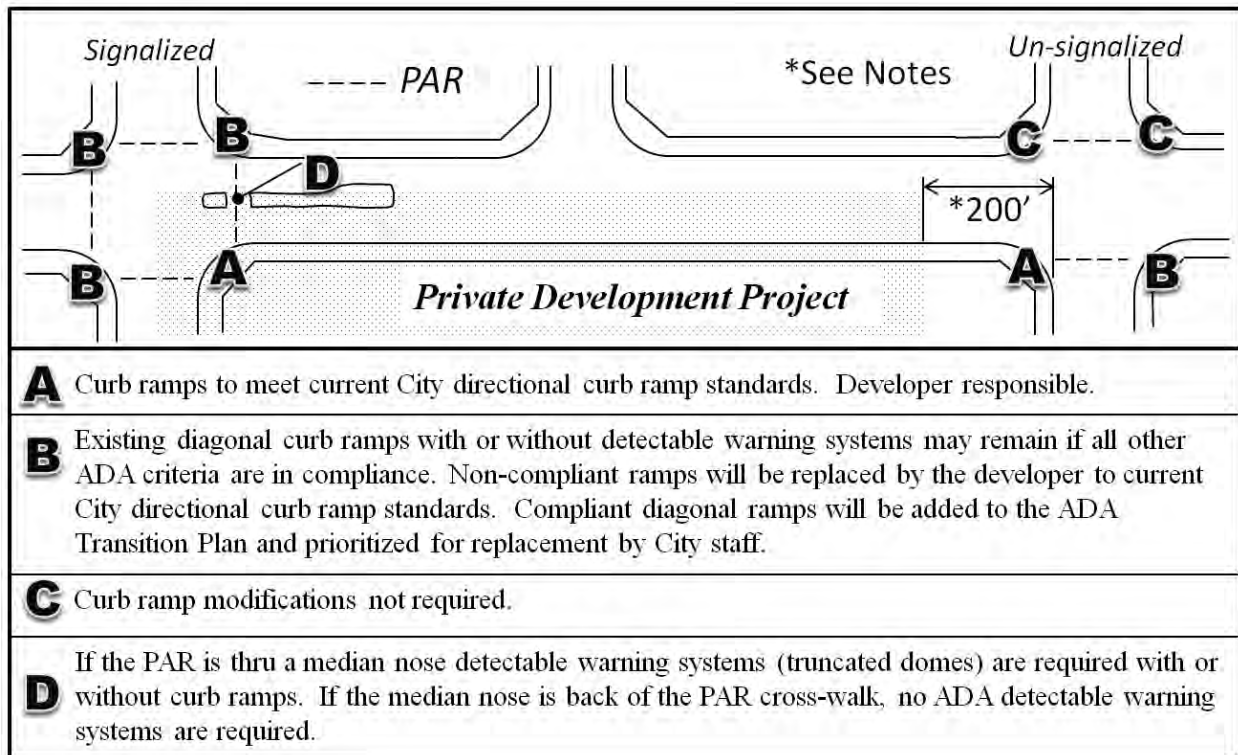 Signalized
Un-signalized
---- PAR
*See Notes
B
B
C
C
D
*200'
B
A
A
B
Private Development Project
A Curb ramps to meet current City directional curb ramp standards. Developer responsible.
B Existing diagonal curb ramps with or without detectable warning systems may remain if all other
ADA criteria are in compliance. Non-compliant ramps will be replaced by the developer to current
City directional curb ramp standards. Compliant diagonal ramps will be added to the ADA
Transition Plan and prioritized for replacement by City staff.
C Curb ramp modifications not required.
D If the PAR is thru a median nose detectable warning systems (truncated domes) are required with or
without curb ramps. If the median nose is back of the PAR cross-walk, no ADA detectable warning
systems are required.